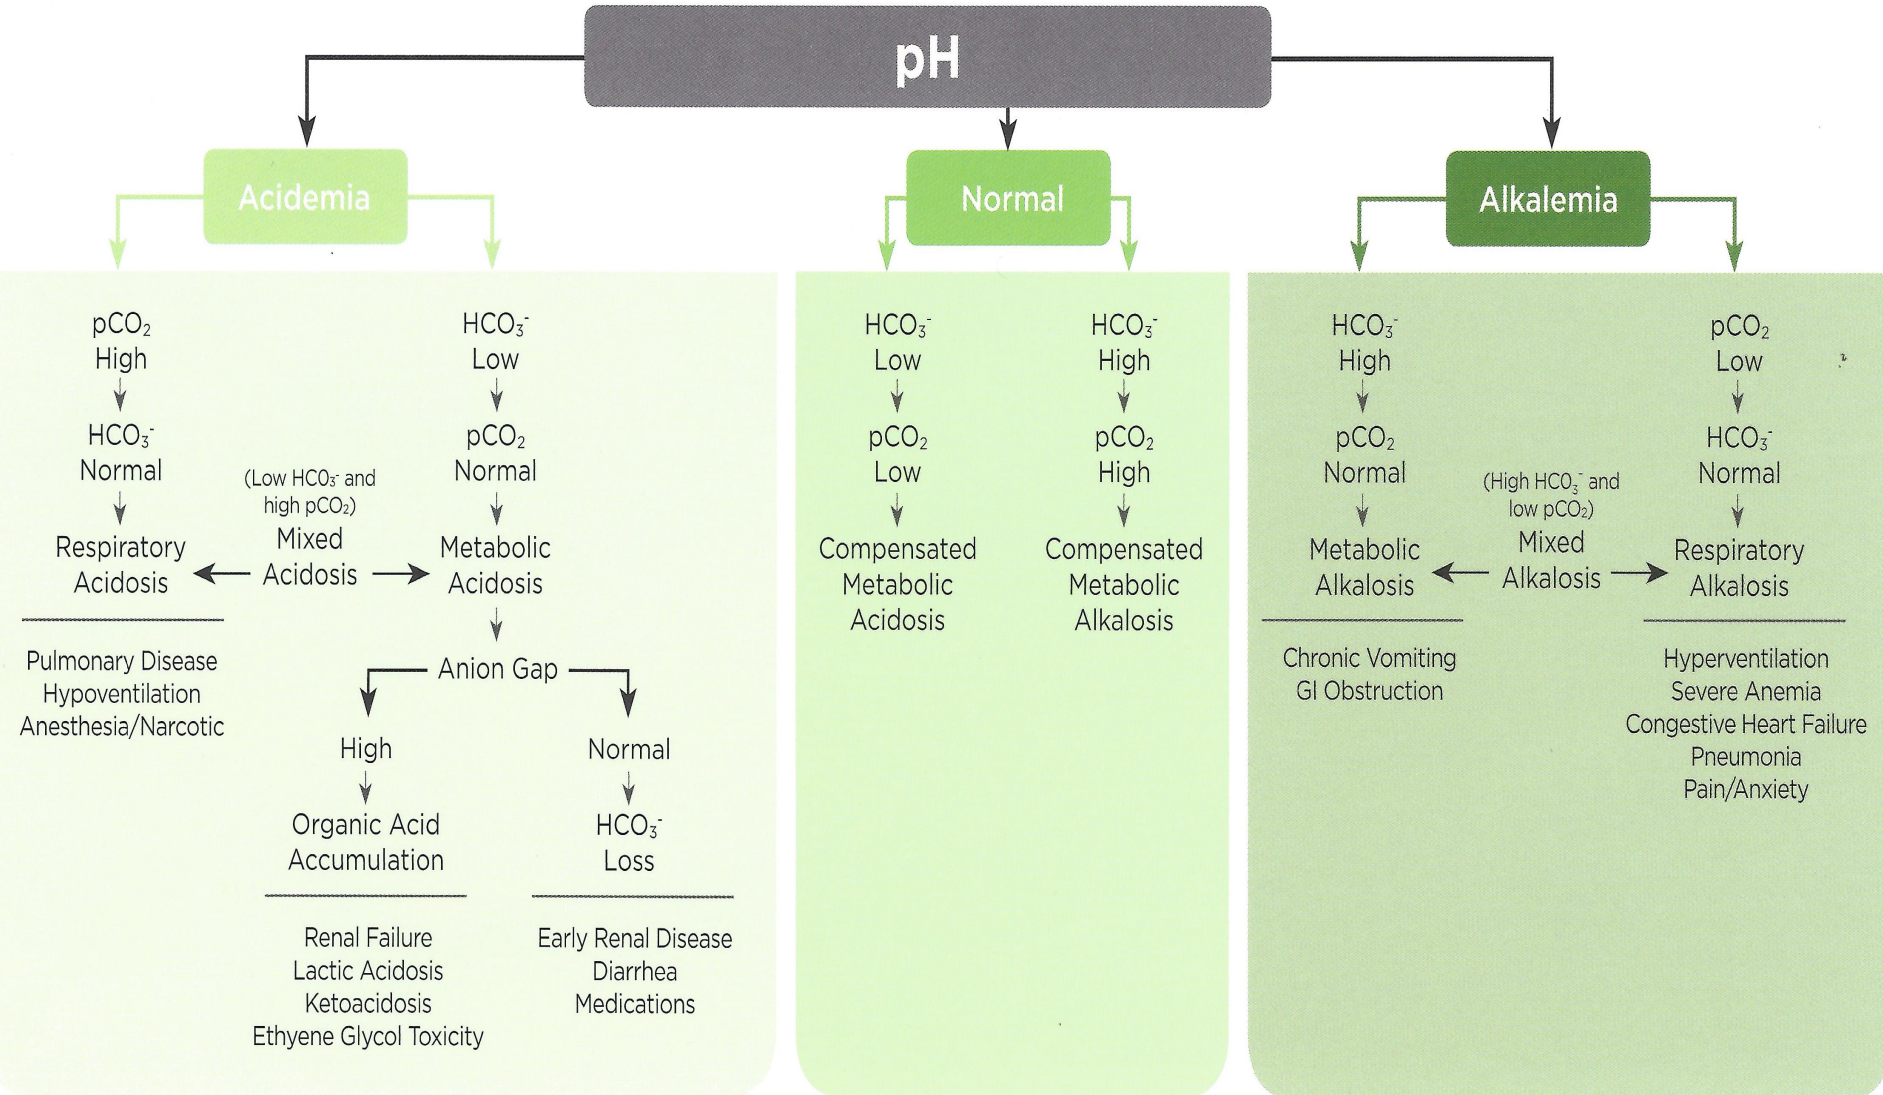 pH
Acidemia
pCO₂
High
HCO₃⁻
Normal
Respiratory
Acidosis
Pulmonary Disease
Hypoventilation
Anesthesia/Narcotic
(Low HCO₃⁻ and
high pCO₂)
Mixed
Acidosis
HCO₃⁻
Low
pCO₂
Normal
Metabolic
Acidosis
Anion Gap
High
Organic Acid
Accumulation
Renal Failure
Lactic Acidosis
Ketoacidosis
Ethyene Glycol Toxicity
Normal
HCO₃⁻
Loss
Early Renal Disease
Diarrhea
Medications
Normal
HCO₃⁻
Low
pCO₂
Low
Compensated
Metabolic
Acidosis
HCO₃⁻
High
pCO₂
High
Compensated
Metabolic
Alkalosis
Alkalemia
HCO₃⁻
High
pCO₂
Normal
Metabolic
Alkalosis
Chronic Vomiting
GI Obstruction
(High HCO₃⁻ and
low pCO₂)
Mixed
Alkalosis
pCO₂
Low
HCO₃⁻
Normal
Respiratory
Alkalosis
Hyperventilation
Severe Anemia
Congestive Heart Failure
Pneumonia
Pain/Anxiety